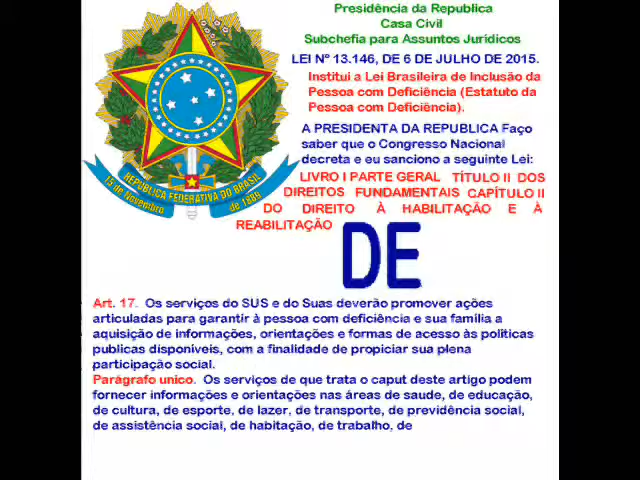 Presidência da Republica
Casa Civil
Subchefia para Assuntos Jurídicos
LEI Nº 13.146, DE 6 DE JULHO DE 2015.
Institui a Lei Brasileira de Inclusão da
Pessoa com Deficiência (Estatuto da
Pessoa com Deficiência).
A PRESIDENTA DA REPUBLICA Faço
saber que o Congresso Nacional
decreta e eu sanciono a seguinte Lei:
LIVRO I PARTE GERAL TÍTULO II DOS
DIREITOS FUNDAMENTAIS CAPÍTULO II
DO DIREITO À HABILITAÇÃO E À
REABILITAÇÃO
REPÚBLICA FEDERATIVA DO BRASIL
15 de Novembro de 1889
DE
Art. 17. Os serviços do SUS e do Suas deverão promover ações
articuladas para garantir à pessoa com deficiência e sua família a
aquisição de informações, orientações e formas de acesso às políticas
publicas disponíveis, com a finalidade de propiciar sua plena
participação social.
Parágrafo unico. Os serviços de que trata o caput deste artigo podem
fornecer informações e orientações nas áreas de saude, de educação,
de cultura, de esporte, de lazer, de transporte, de previdência social,
de assistência social, de habitação, de trabalho, de